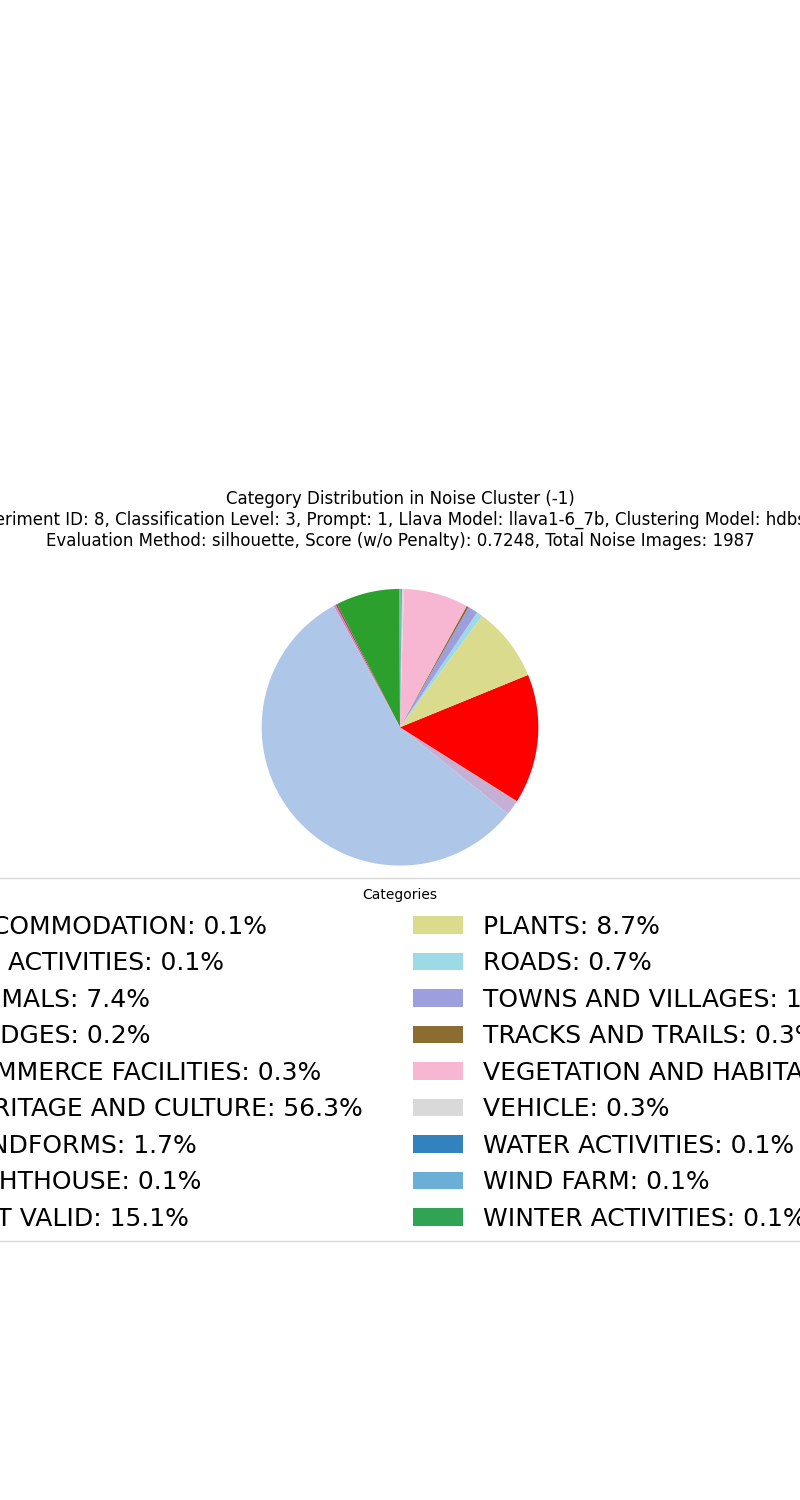 Category Distribution in Noise Cluster (-1)
eriment ID: 8, Classification Level: 3, Prompt: 1, Llava Model: llava1-6_7b, Clustering Model: hdbs
Evaluation Method: silhouette, Score (w/o Penalty): 0.7248, Total Noise Images: 1987
Categories
COMMODATION: 0.1%
ACTIVITIES: 0.1%
MALS: 7.4%
DGES: 0.2%
MMERCE FACILITIES: 0.3%
RITAGE AND CULTURE: 56.3%
NDFORMS: 1.7%
HTHOUSE: 0.1%
T VALID: 15.1%
PLANTS: 8.7%
ROADS: 0.7%
TOWNS AND VILLAGES: 1
TRACKS AND TRAILS: 0.3%
VEGETATION AND HABITA
VEHICLE: 0.3%
WATER ACTIVITIES: 0.1%
WIND FARM: 0.1%
WINTER ACTIVITIES: 0.1%